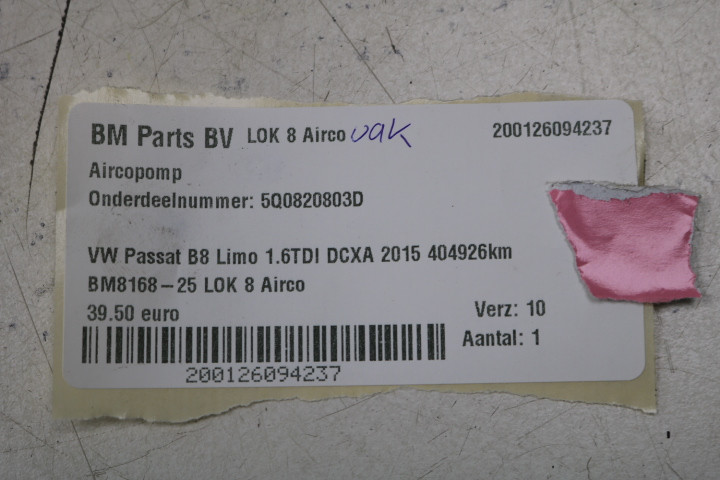 BM Parts BV LOK 8 Airco vak 200126094237
Aircopomp
Onderdeelnummer: 5Q0820803D
VW Passat B8 Limo 1.6TDI DCXA 2015 404926km
BM8168-25 LOK 8 Airco
39.50 euro Verz: 10
Aantal: 1
200126094237